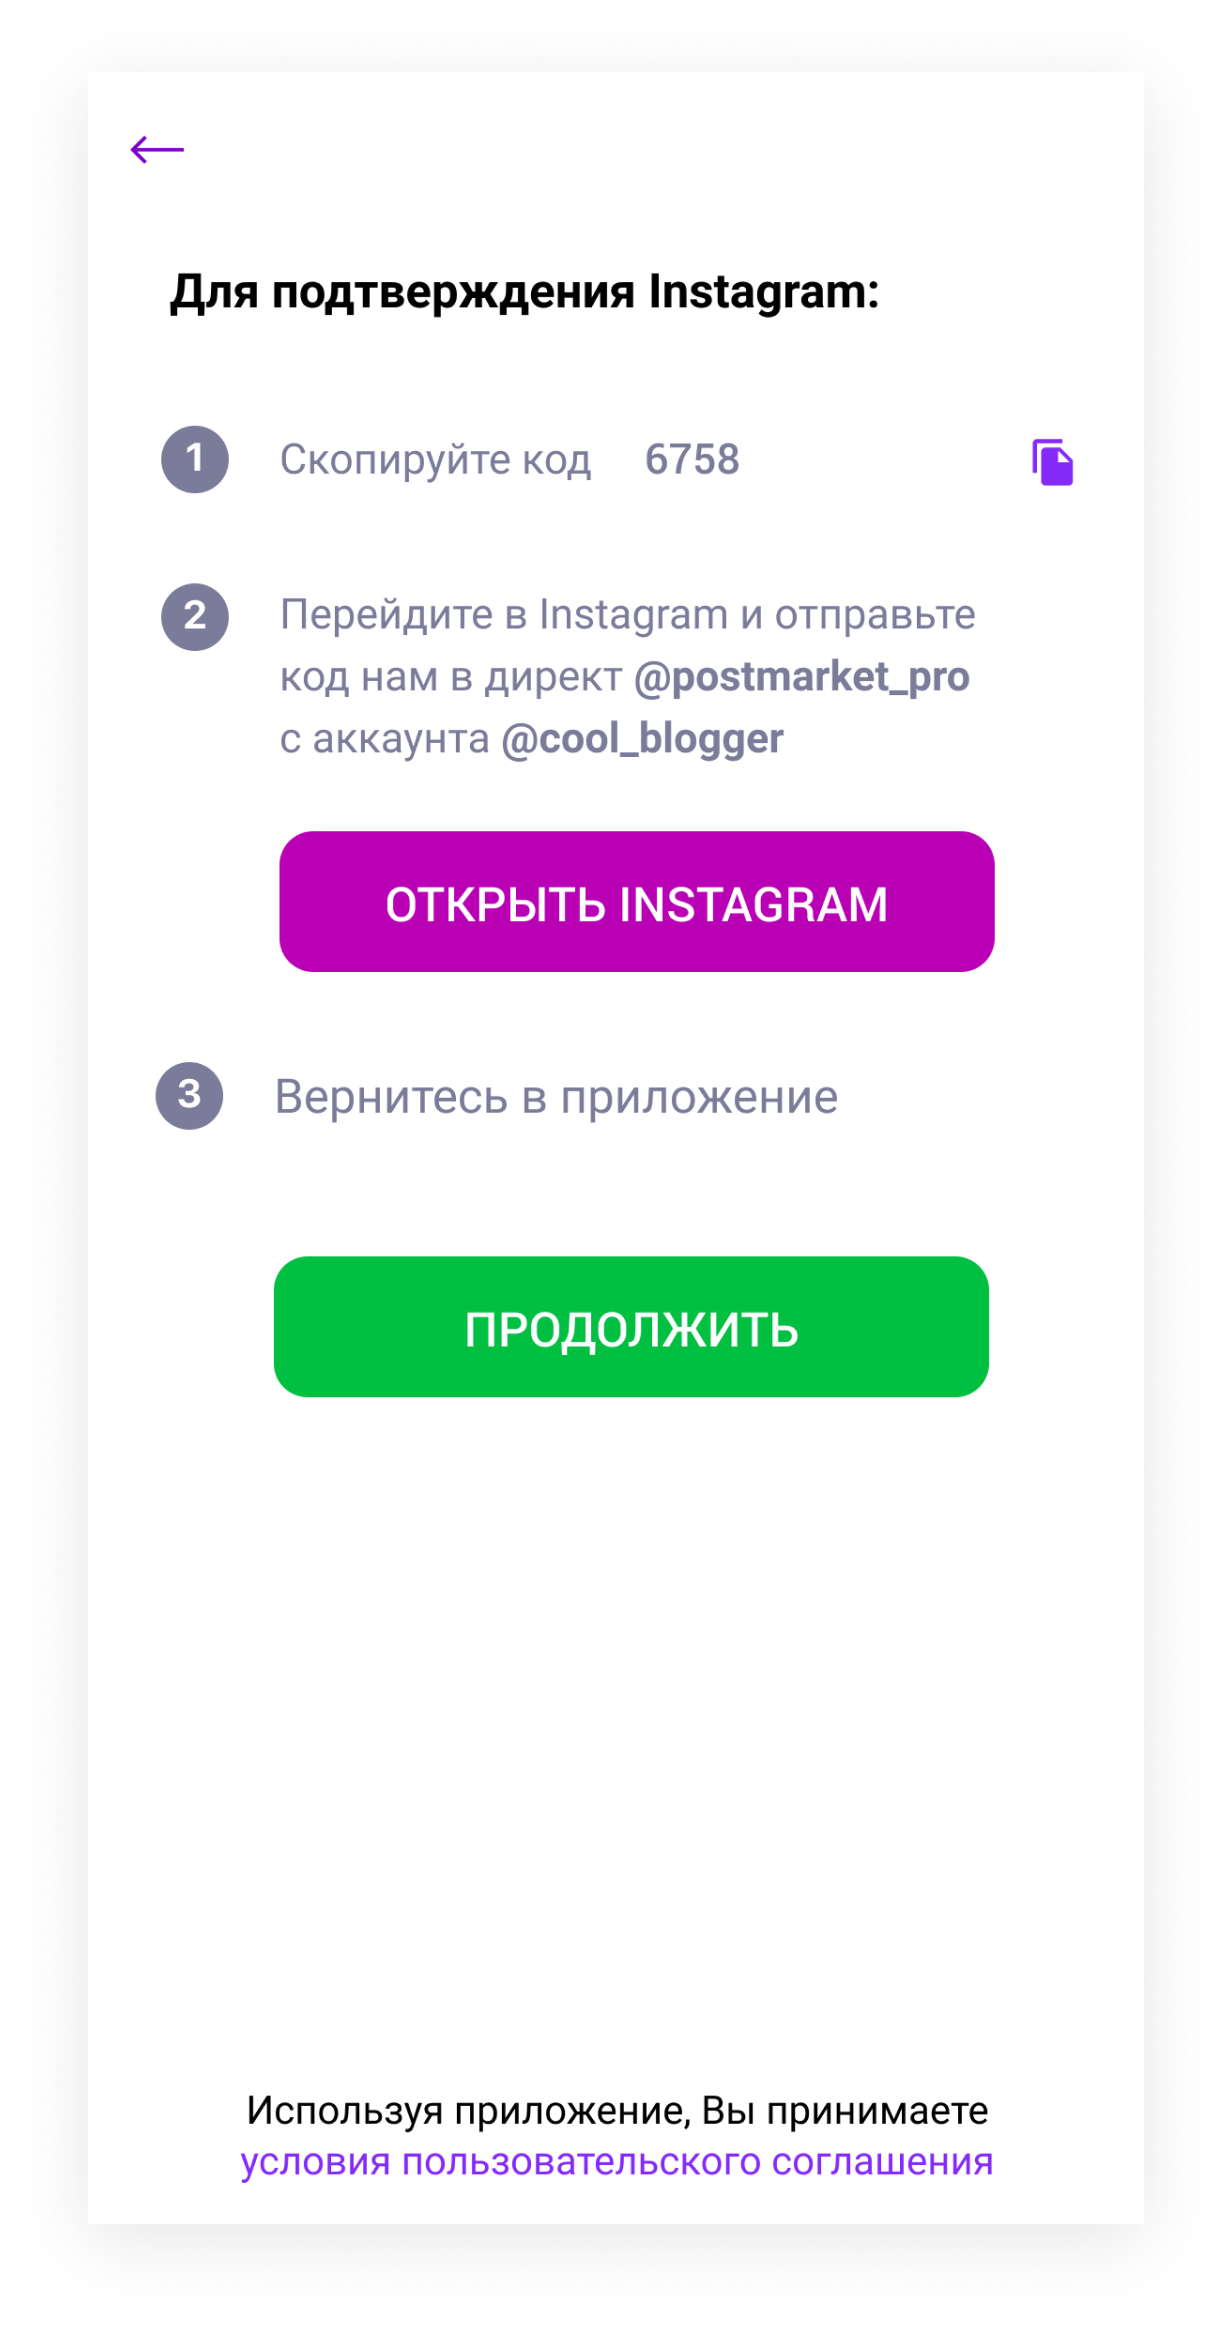 Для подтверждения Instagram:
1 Скопируйте код 6758
2 Перейдите в Instagram и отправьте
код нам в директ @postmarket_pro
с аккаунта @cool_blogger
ОТКРЫТЬ INSTAGRAM
3 Вернитесь в приложение
ПРОДОЛЖИТЬ
Используя приложение, Вы принимаете
условия пользовательского соглашения